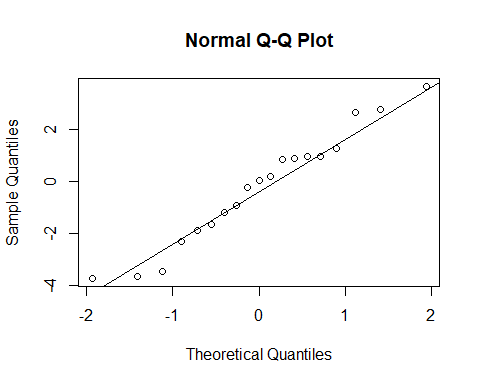 Normal Q-Q Plot
Sample Quantiles
2
0
-2
-4
-2 -1 0 1 2
Theoretical Quantiles